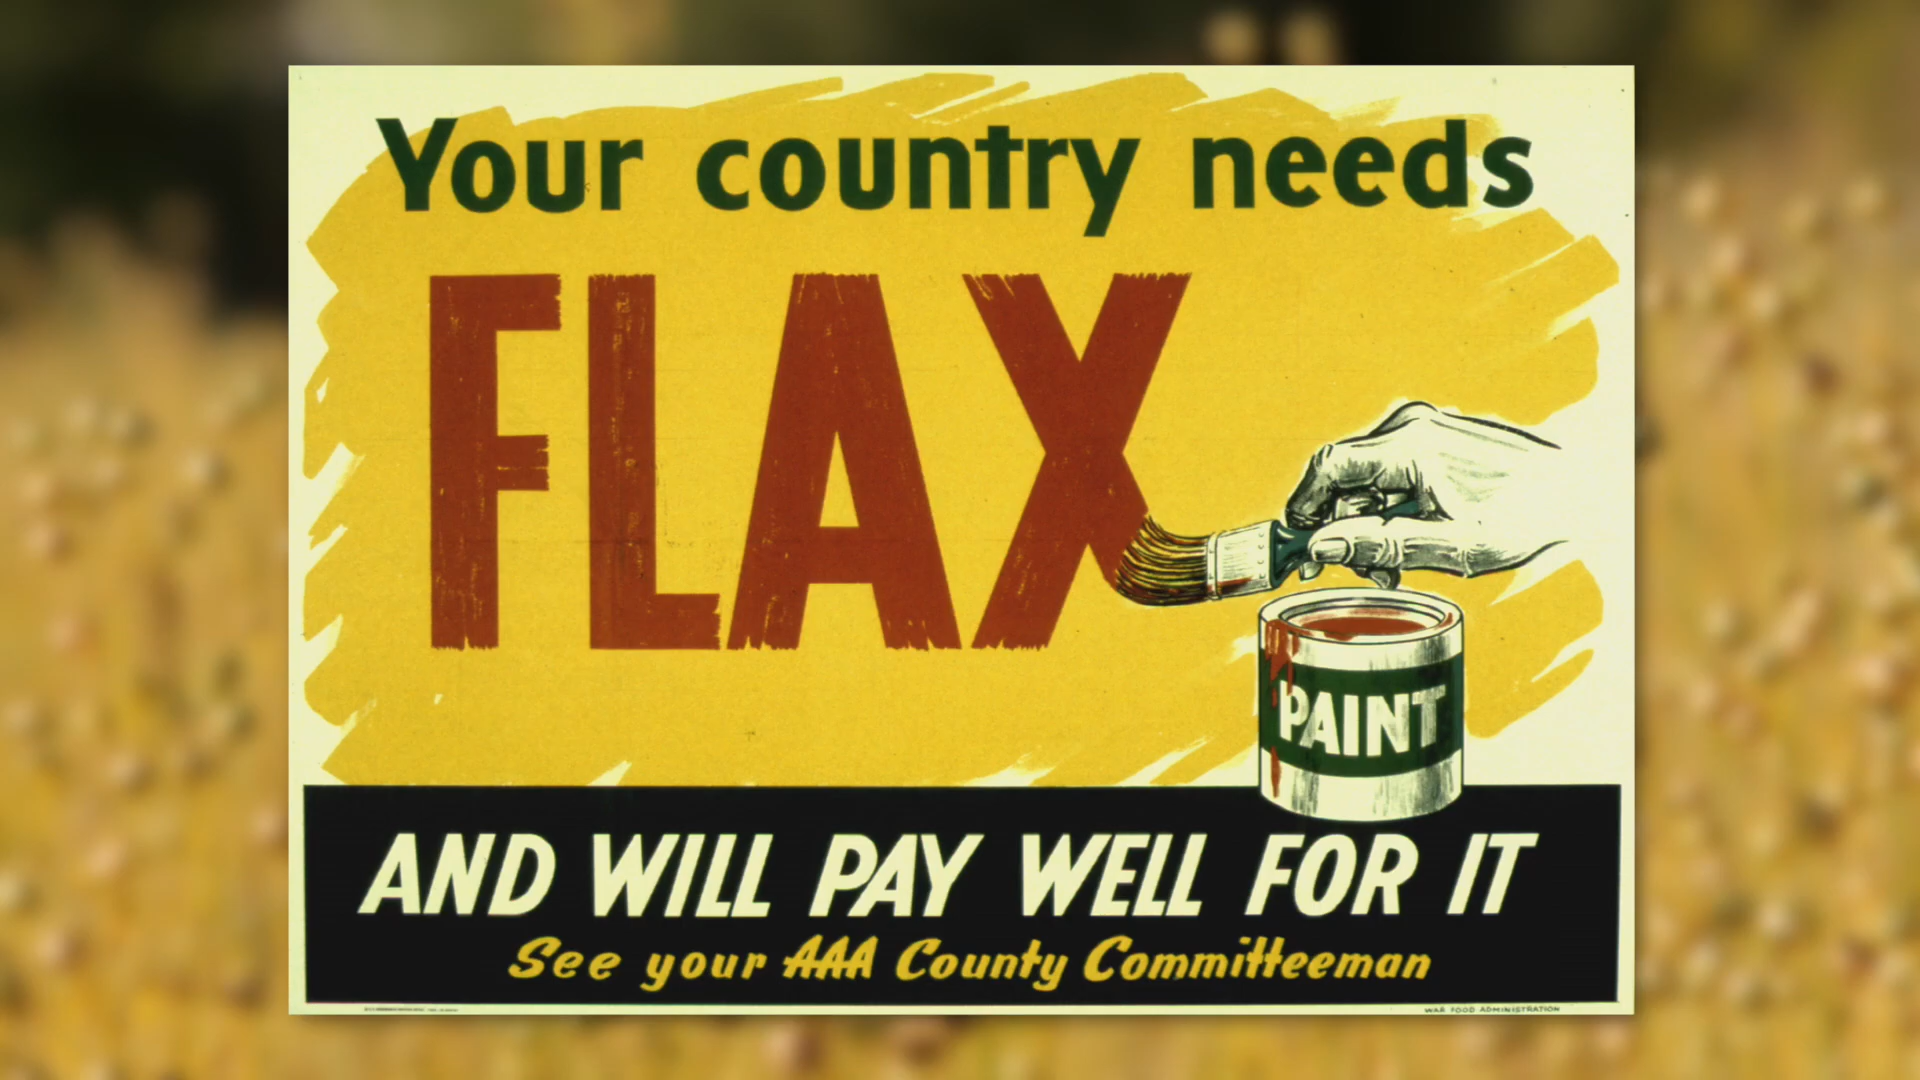 Your country needs
FLAX
PAINT
AND WILL PAY WELL FOR IT
See your AAA County Committeeman
WAR FOOD ADMINISTRATION